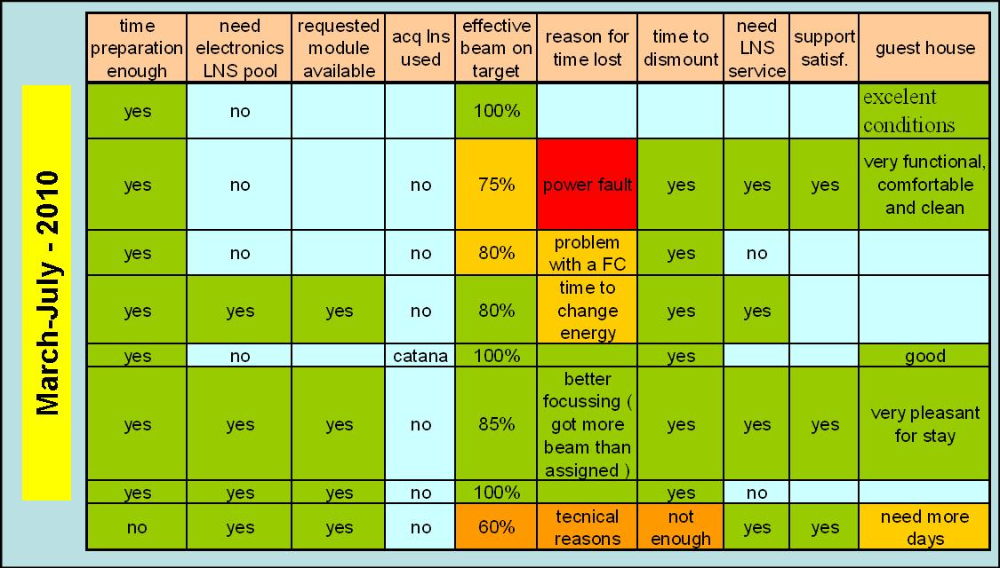 March-July - 2010
time preparation enough
need electronics LNS pool
requested module available
acq lns used
effective beam on target
reason for time lost
time to dismount
need LNS service
support satisf.
guest house
yes
no
100%
excelent conditions
yes
no
no
75%
power fault
yes
yes
yes
very functional, comfortable and clean
yes
no
no
80%
problem with a FC
yes
no
yes
yes
yes
no
80%
time to change energy
yes
yes
yes
no
catana
100%
yes
good
yes
yes
yes
no
85%
better focussing ( got more beam than assigned )
yes
yes
yes
very pleasant for stay
yes
yes
yes
no
100%
yes
no
no
yes
yes
no
60%
tecnical reasons
not enough
yes
yes
need more days